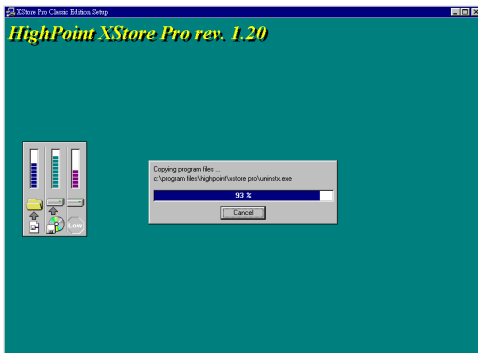 XStore Pro Classic Edition Setup
HighPoint XStore Pro rev. 1.20
Copying program files ...
c:\program files\highpoint\xstore pro\uninstx.exe
93 %
Cancel
Low